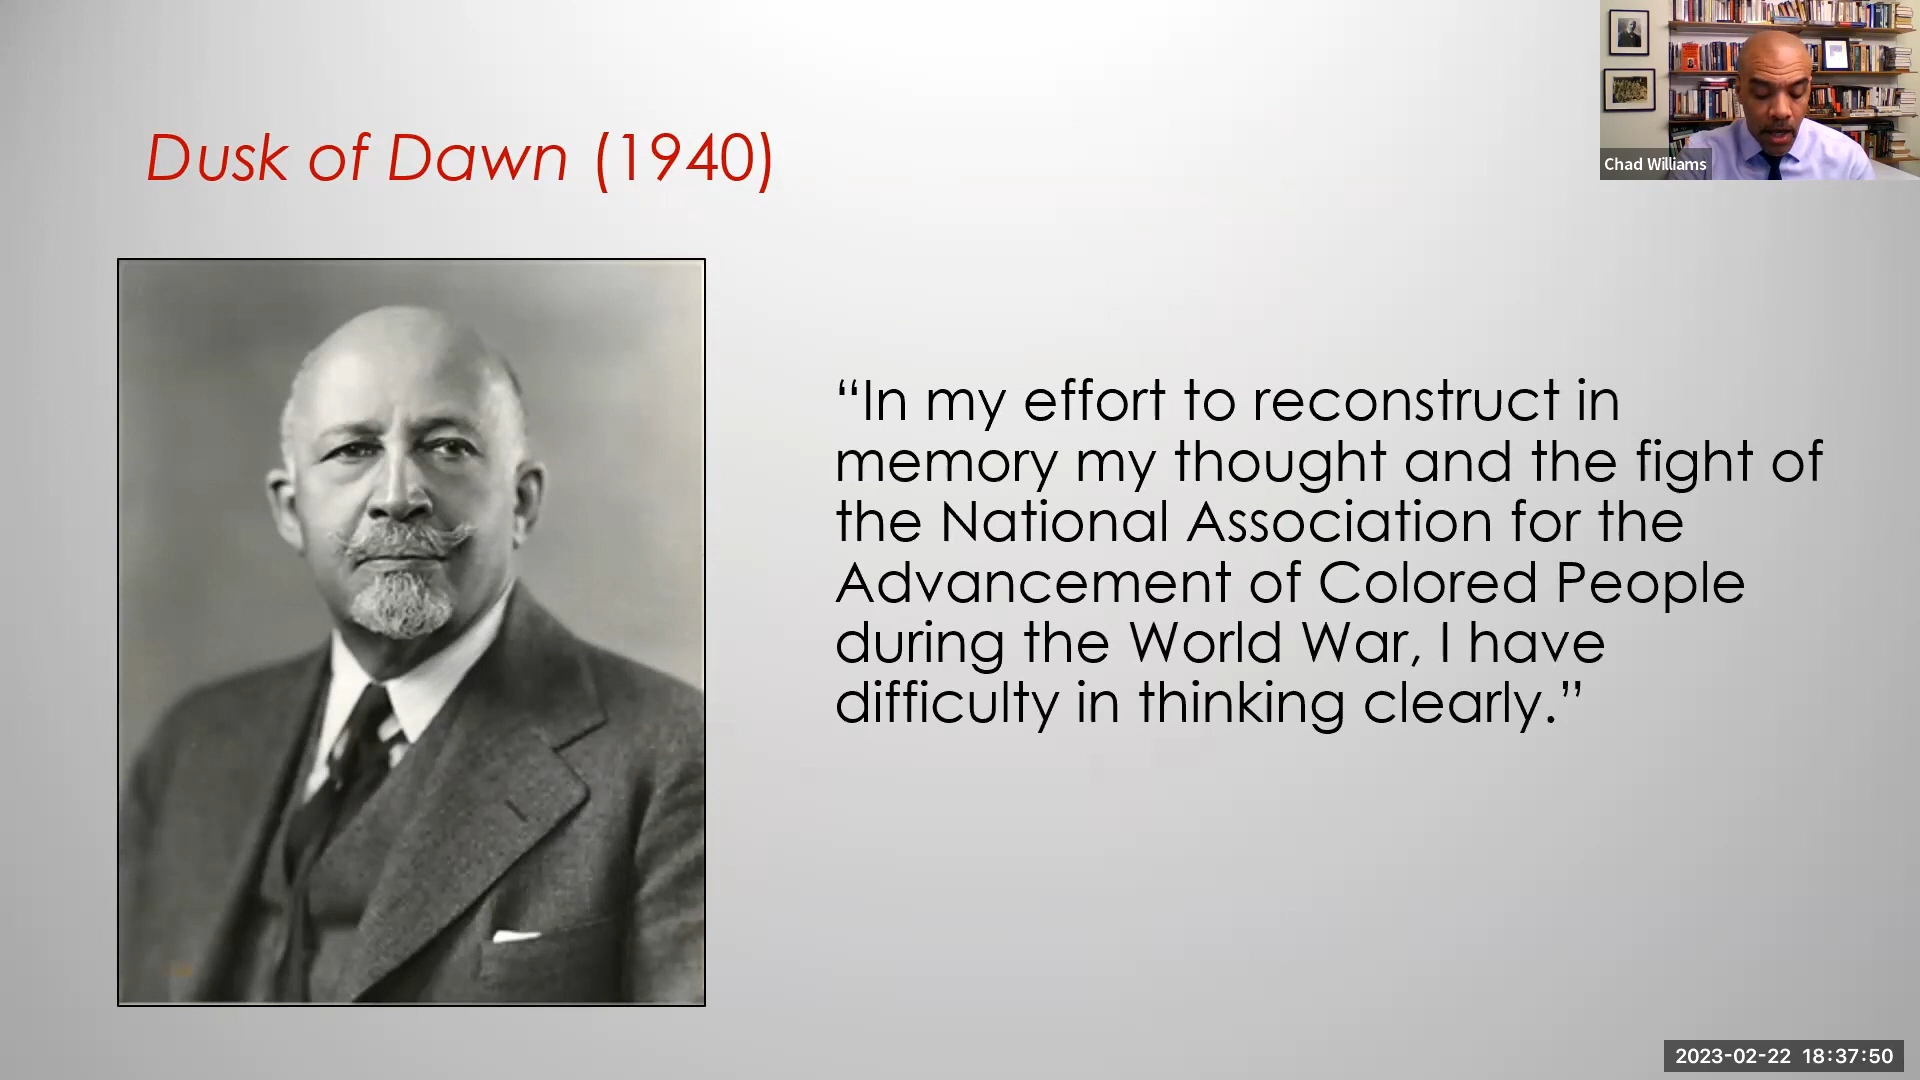 Dusk of Dawn (1940)
Chad Williams
“In my effort to reconstruct in
memory my thought and the fight of
the National Association for the
Advancement of Colored People
during the World War, I have
difficulty in thinking clearly.”
2023-02-22 18:37:50